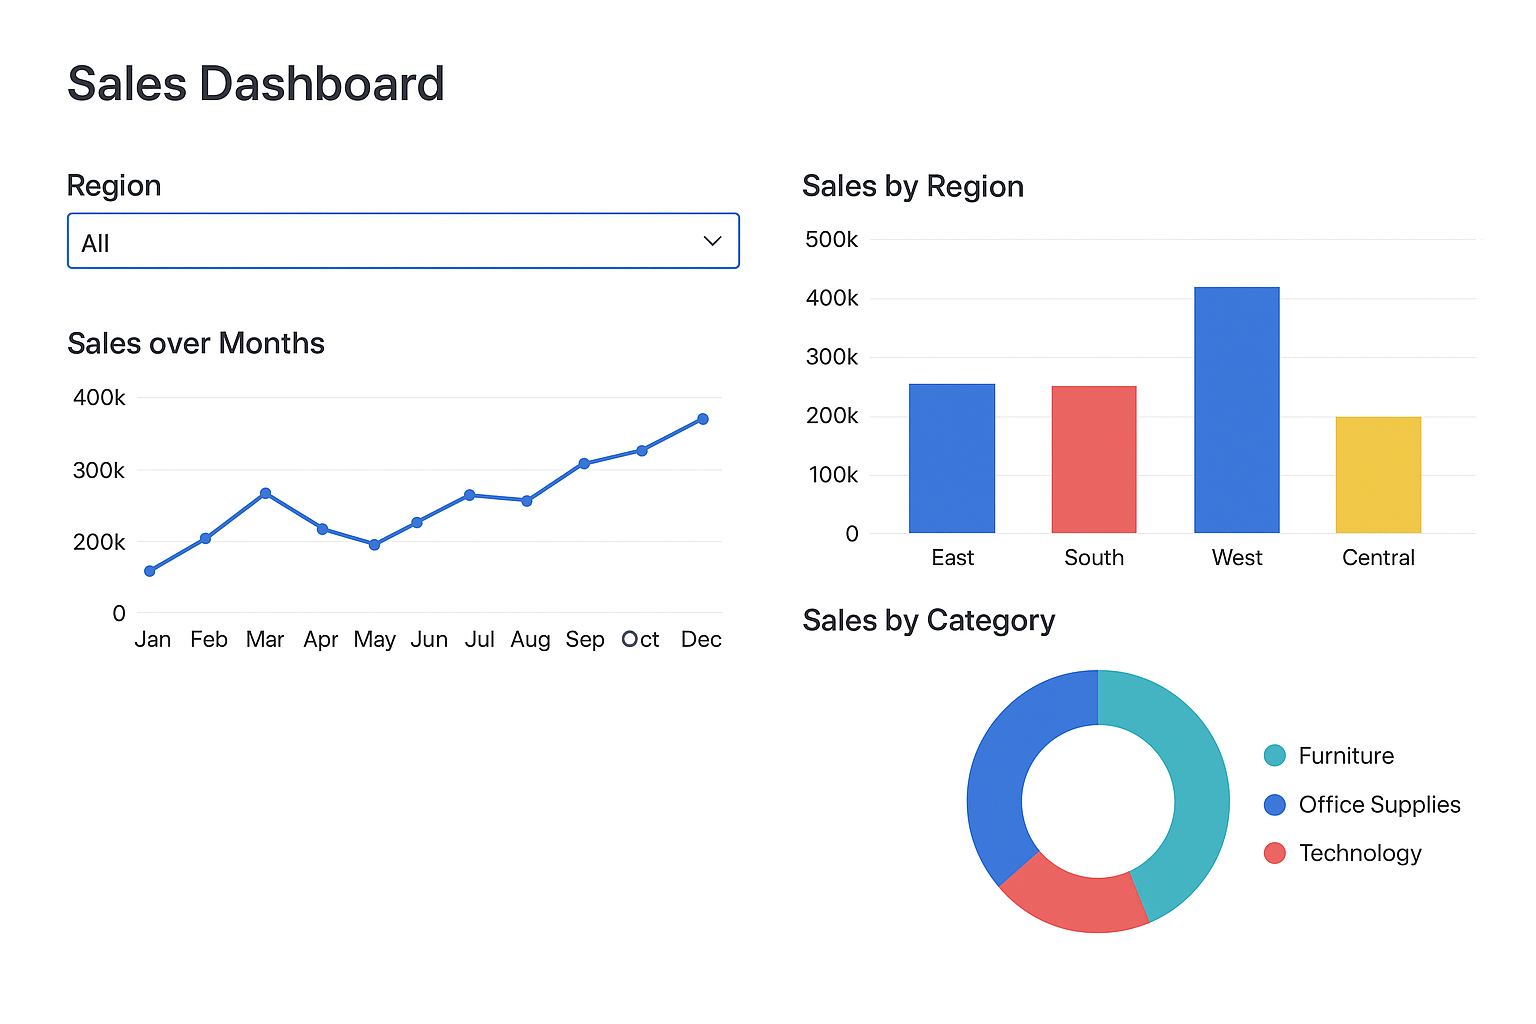 Sales Dashboard
Region
All
Sales over Months
400k
300k
200k
0
Jan Feb Mar Apr May Jun Jul Aug Sep Oct Dec
Sales by Region
500k
400k
300k
200k
100k
0
East South West Central
Sales by Category
Furniture
Office Supplies
Technology